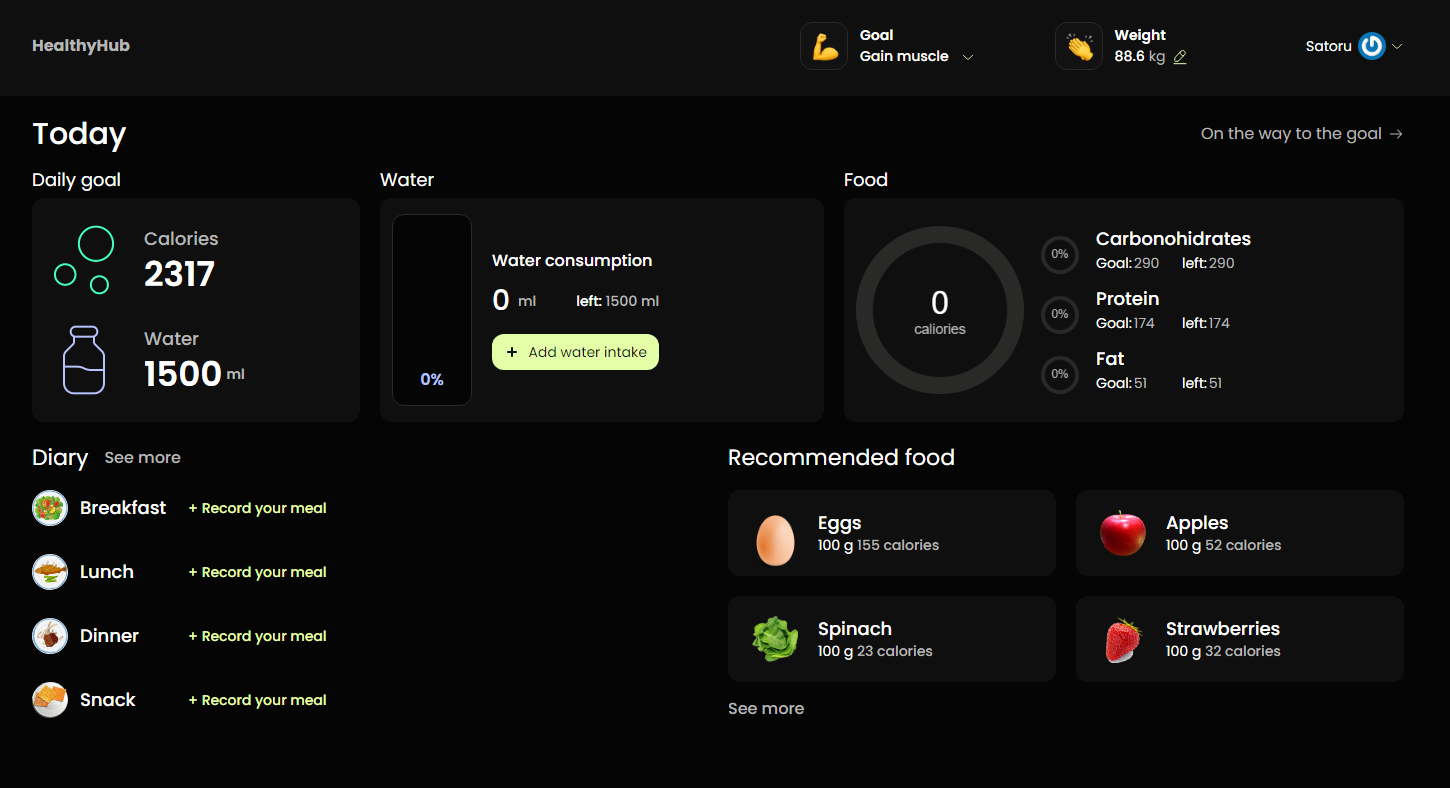 HealthyHub
Goal
Gain muscle
Weight
88.6 kg
Satoru
Today
On the way to the goal →
Daily goal
Calories
2317
Water
1500 ml
Water
0%
Water consumption
0 ml left: 1500 ml
+ Add water intake
Food
0
caliories
0%
Carbonohidrates
Goal: 290 left: 290
0%
Protein
Goal: 174 left: 174
0%
Fat
Goal: 51 left: 51
Diary See more
Breakfast + Record your meal
Lunch + Record your meal
Dinner + Record your meal
Snack + Record your meal
Recommended food
Eggs
100 g 155 calories
Apples
100 g 52 calories
Spinach
100 g 23 calories
Strawberries
100 g 32 calories
See more